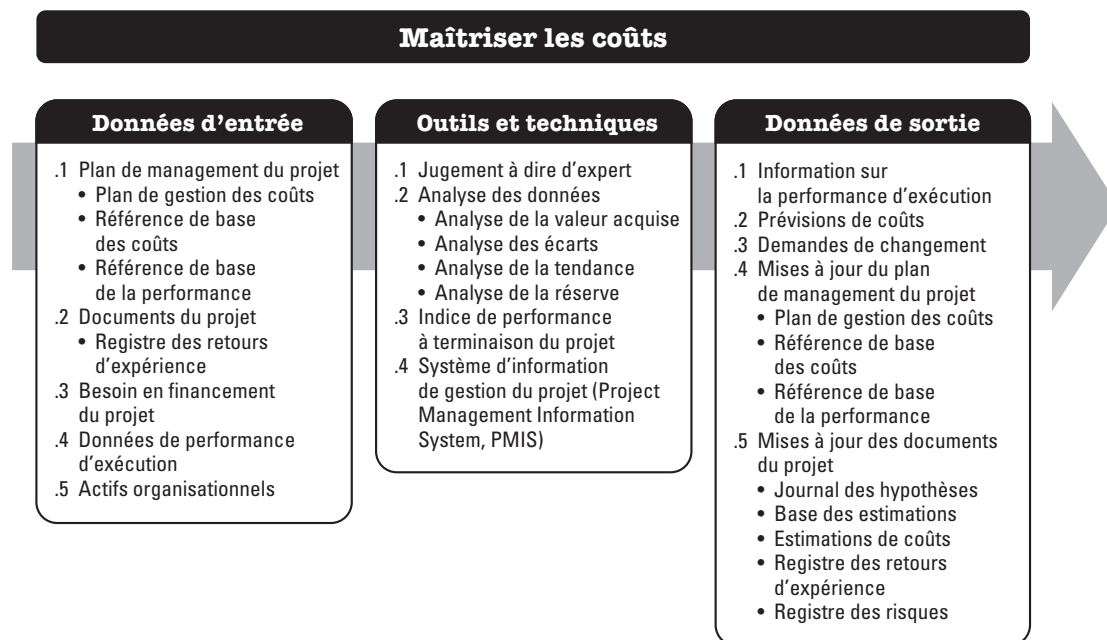 Maîtriser les coûts
Données d'entrée
.1 Plan de management du projet
• Plan de gestion des coûts
• Référence de base
des coûts
• Référence de base
de la performance
.2 Documents du projet
• Registre des retours
d'expérience
.3 Besoin en financement
du projet
.4 Données de performance
d'exécution
.5 Actifs organisationnels
Outils et techniques
.1 Jugement à dire d'expert
.2 Analyse des données
• Analyse de la valeur acquise
• Analyse des écarts
• Analyse de la tendance
• Analyse de la réserve
.3 Indice de performance
à terminaison du projet
.4 Système d'information
de gestion du projet (Project
Management Information
System, PMIS)
Données de sortie
.1 Information sur
la performance d'exécution
.2 Prévisions de coûts
.3 Demandes de changement
.4 Mises à jour du plan
de management du projet
• Plan de gestion des coûts
• Référence de base
des coûts
• Référence de base
de la performance
.5 Mises à jour des documents
du projet
• Journal des hypothèses
• Base des estimations
• Estimations de coûts
• Registre des retours
d'expérience
• Registre des risques